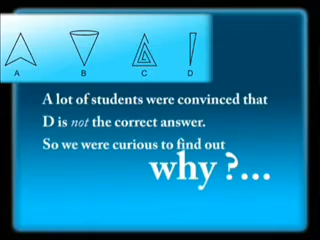 A B C D
A lot of students were convinced that
D is not the correct answer.
So we were curious to find out
why ?...